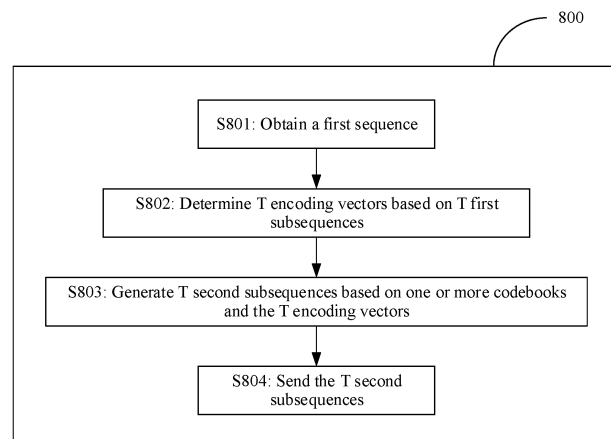 800
S801: Obtain a first sequence
S802: Determine T encoding vectors based on T first
subsequences
S803: Generate T second subsequences based on one or more codebooks
and the T encoding vectors
S804: Send the T second
subsequences